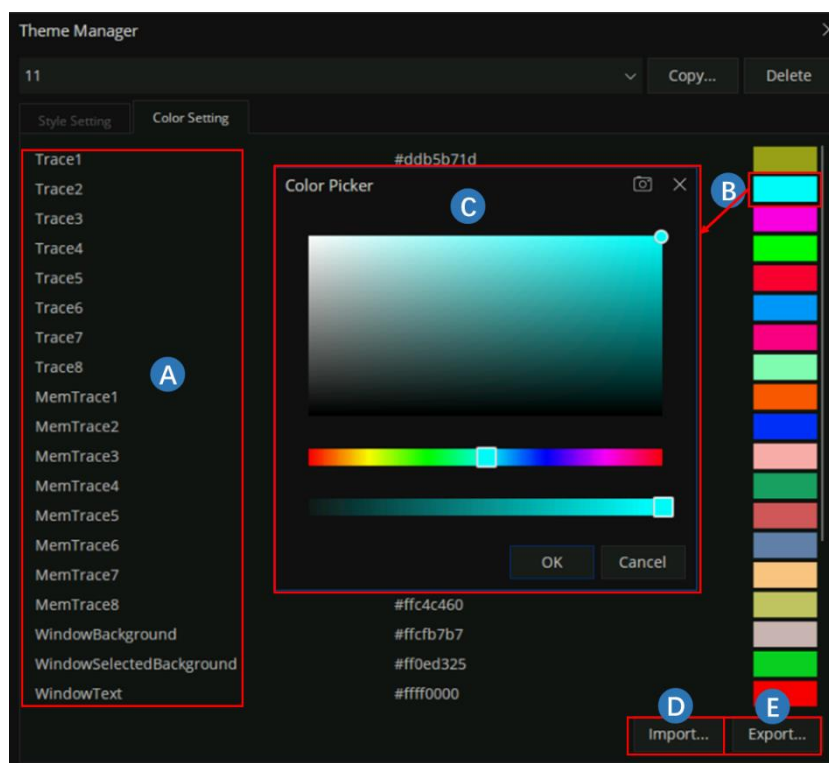 Theme Manager
11 Copy... Delete
Style Setting Color Setting
Trace1 #ddb5b71d
Trace2 Color Picker C B
Trace3
Trace4
Trace5
Trace6
Trace7
Trace8 A
MemTrace1
MemTrace2
MemTrace3
MemTrace4
MemTrace5
MemTrace6 OK Cancel
MemTrace7
MemTrace8 #ffc4c460
WindowBackground #ffcfb7b7
WindowSelectedBackground #ff0ed325
WindowText #ffff0000
D E
Import... Export...